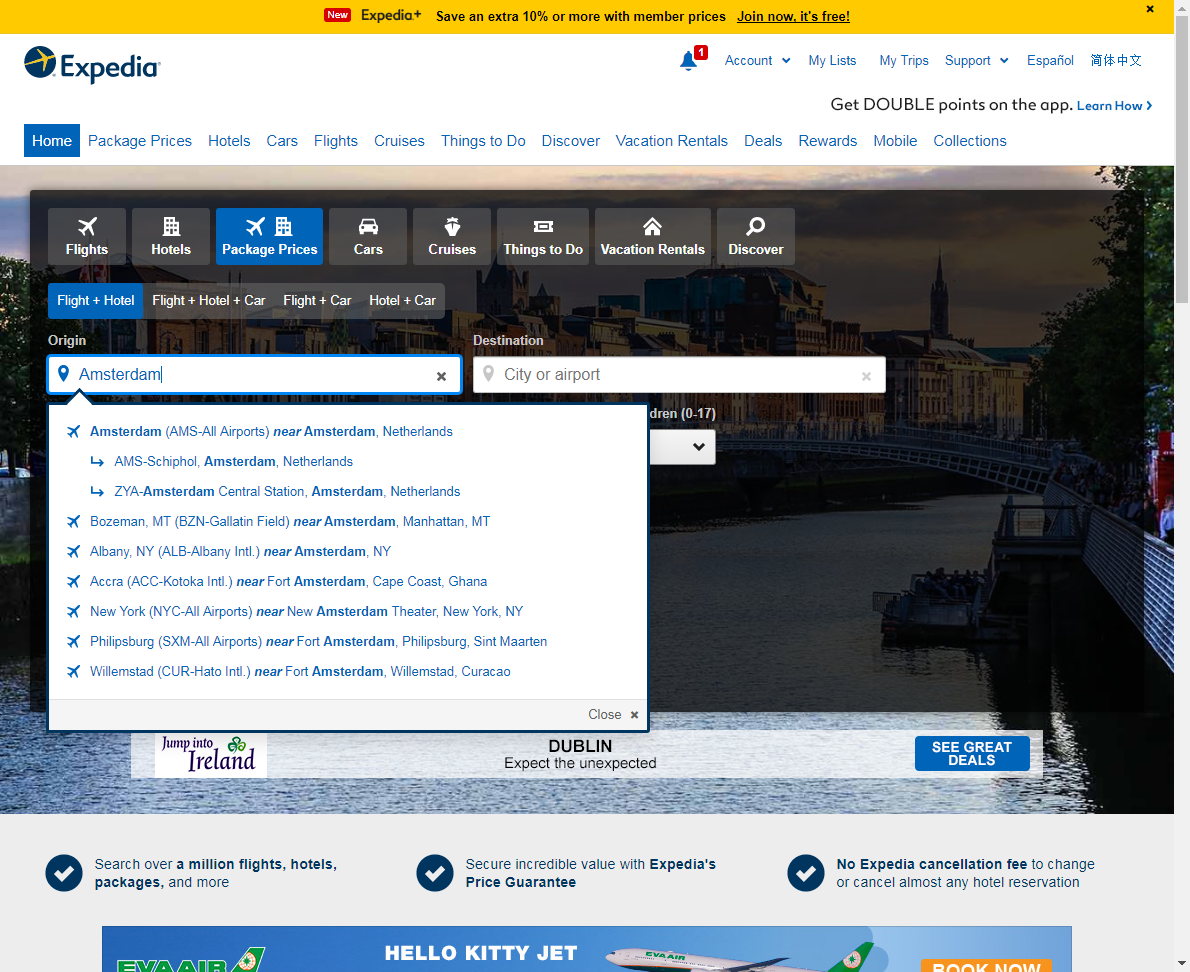 New Expedia+ Save an extra 10% or more with member prices Join now, it's free!
Expedia
1 Account My Lists My Trips Support Español 简体中文
Get DOUBLE points on the app. Learn How
Home Package Prices Hotels Cars Flights Cruises Things to Do Discover Vacation Rentals Deals Rewards Mobile Collections
Flights Hotels Package Prices Cars Cruises Things to Do Vacation Rentals Discover
Flight + Hotel Flight + Hotel + Car Flight + Car Hotel + Car
Origin Destination
Amsterdam City or airport
dren (0-17)
Amsterdam (AMS-All Airports) near Amsterdam, Netherlands
AMS-Schiphol, Amsterdam, Netherlands
ZYA-Amsterdam Central Station, Amsterdam, Netherlands
Bozeman, MT (BZN-Gallatin Field) near Amsterdam, Manhattan, MT
Albany, NY (ALB-Albany Intl.) near Amsterdam, NY
Accra (ACC-Kotoka Intl.) near Fort Amsterdam, Cape Coast, Ghana
New York (NYC-All Airports) near New Amsterdam Theater, New York, NY
Philipsburg (SXM-All Airports) near Fort Amsterdam, Philipsburg, Sint Maarten
Willemstad (CUR-Hato Intl.) near Fort Amsterdam, Willemstad, Curacao
Close
Jump into
Ireland
DUBLIN
Expect the unexpected
SEE GREAT
DEALS
Search over a million flights, hotels,
packages, and more
Secure incredible value with Expedia's
Price Guarantee
No Expedia cancellation fee to change
or cancel almost any hotel reservation
HELLO KITTY JET
EVA AIR
EVA AIR
BOOK NOW